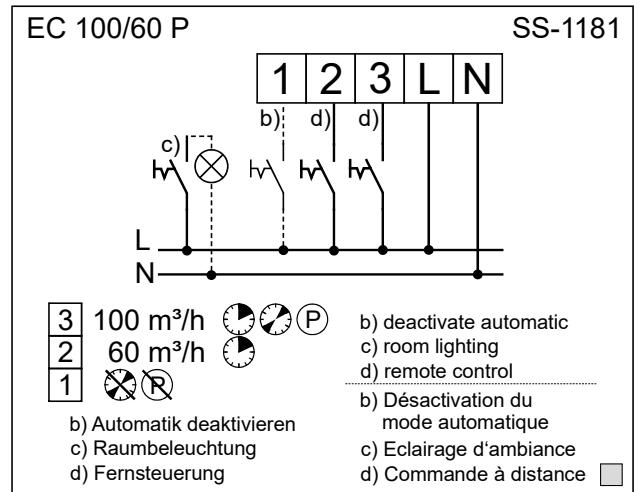 EC 100/60 P
SS-1181
1 2 3 L N
b) d) d)
c)
L
N
3 100 m³/h P
2 60 m³/h
1 P
b) Automatik deaktivieren
c) Raumbeleuchtung
d) Fernsteuerung
b) deactivate automatic
c) room lighting
d) remote control
b) Désactivation du
mode automatique
c) Eclairage d‘ambiance
d) Commande à distance